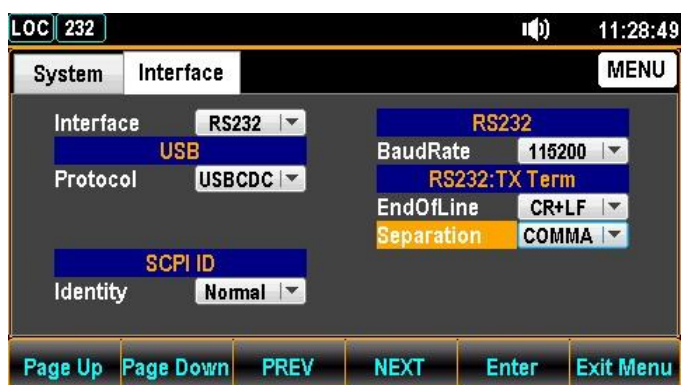 LOC 232 11:28:49
System Interface MENU
Interface RS232
USB
Protocol USBCDC
SCPI ID
Identity Normal
RS232
BaudRate 115200
RS232:TX Term
EndOfLine CR+LF
Separation COMMA
Page Up Page Down PREV NEXT Enter Exit Menu